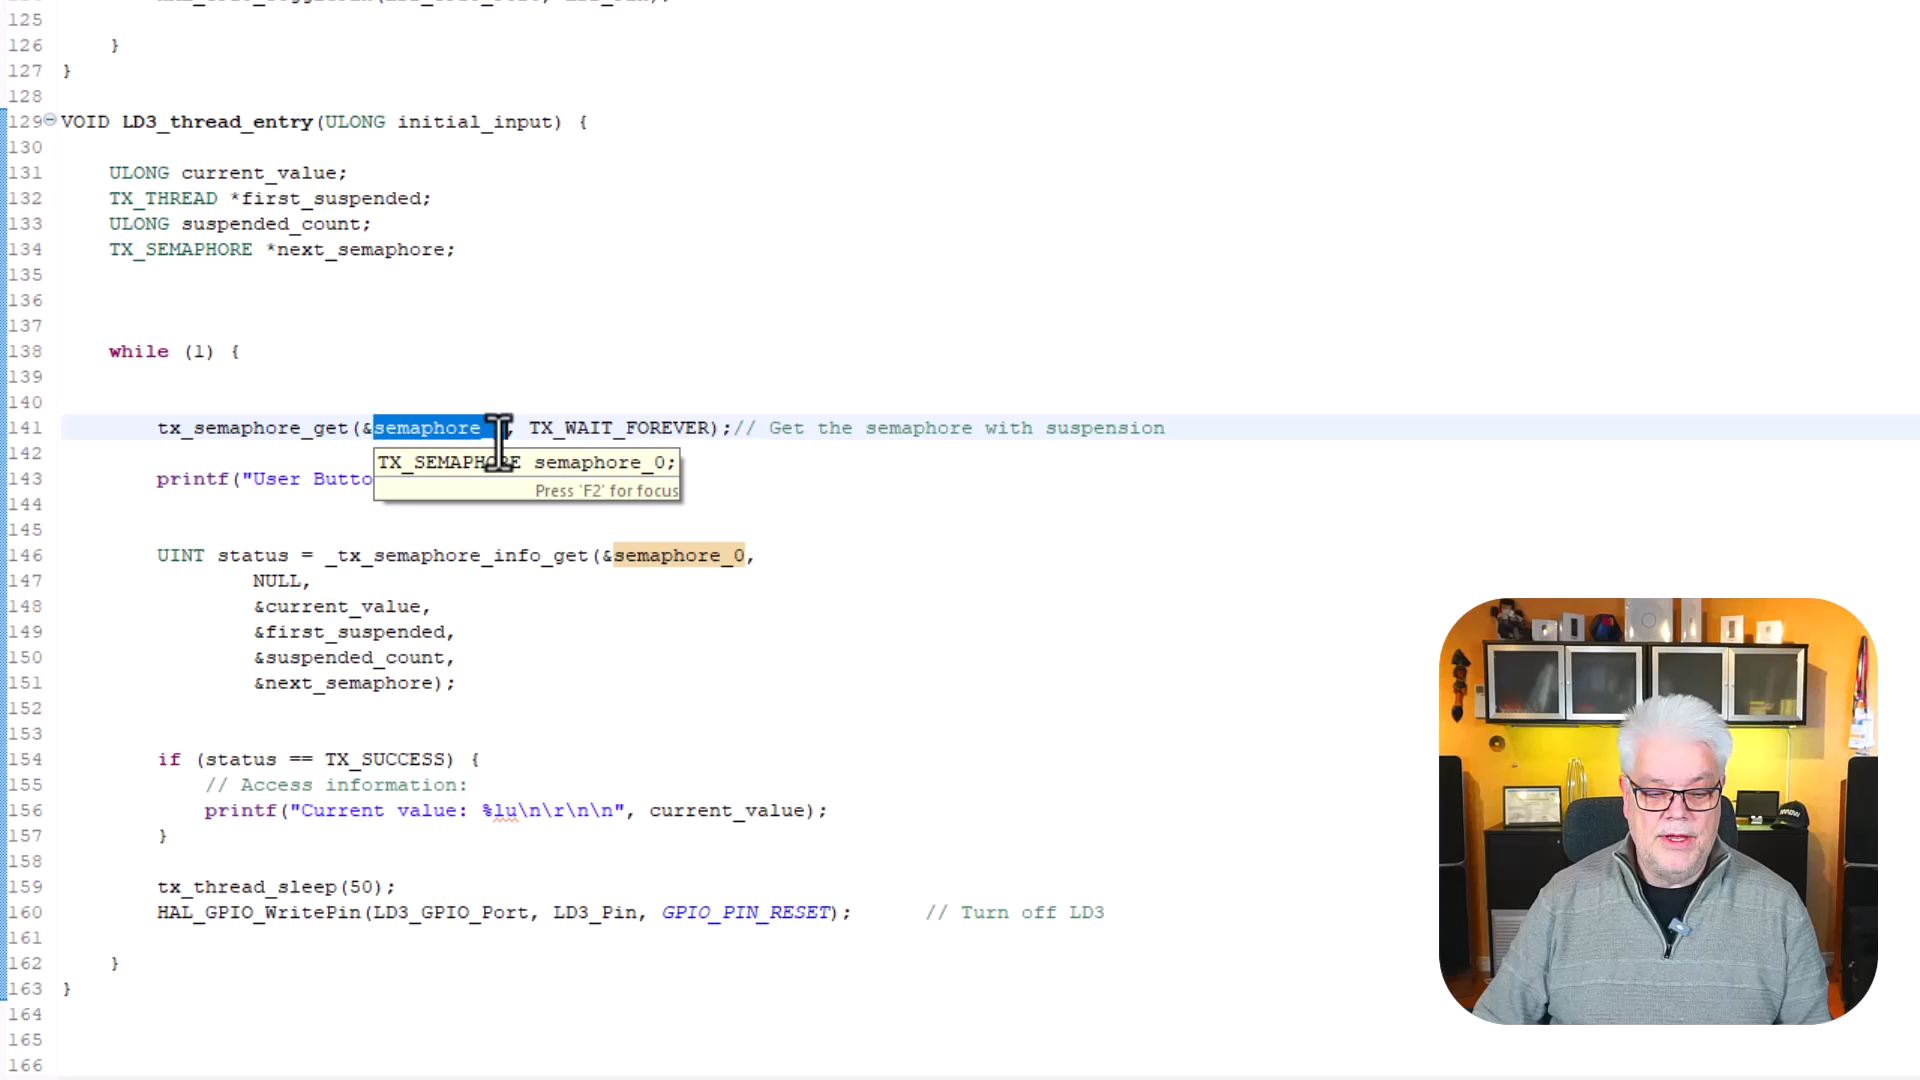 125
126 }
127 }
128
129 VOID LD3_thread_entry(ULONG initial_input) {
130
131 ULONG current_value;
132 TX_THREAD *first_suspended;
133 ULONG suspended_count;
134 TX_SEMAPHORE *next_semaphore;
135
136
137
138 while (1) {
139
140
141 tx_semaphore_get(&semaphore , TX_WAIT_FOREVER);// Get the semaphore with suspension
142
TX_SEMAPHORE semaphore_0;
143 printf("User Butto
Press 'F2' for focus
144
145
146 UINT status = _tx_semaphore_info_get(&semaphore_0,
147 NULL,
148 &current_value,
149 &first_suspended,
150 &suspended_count,
151 &next_semaphore);
152
153
154 if (status == TX_SUCCESS) {
155 // Access information:
156 printf("Current value: %lu\n\r\n\n", current_value);
157 }
158
159 tx_thread_sleep(50);
160 HAL_GPIO_WritePin(LD3_GPIO_Port, LD3_Pin, GPIO_PIN_RESET); // Turn off LD3
161
162 }
163 }
164
165
166